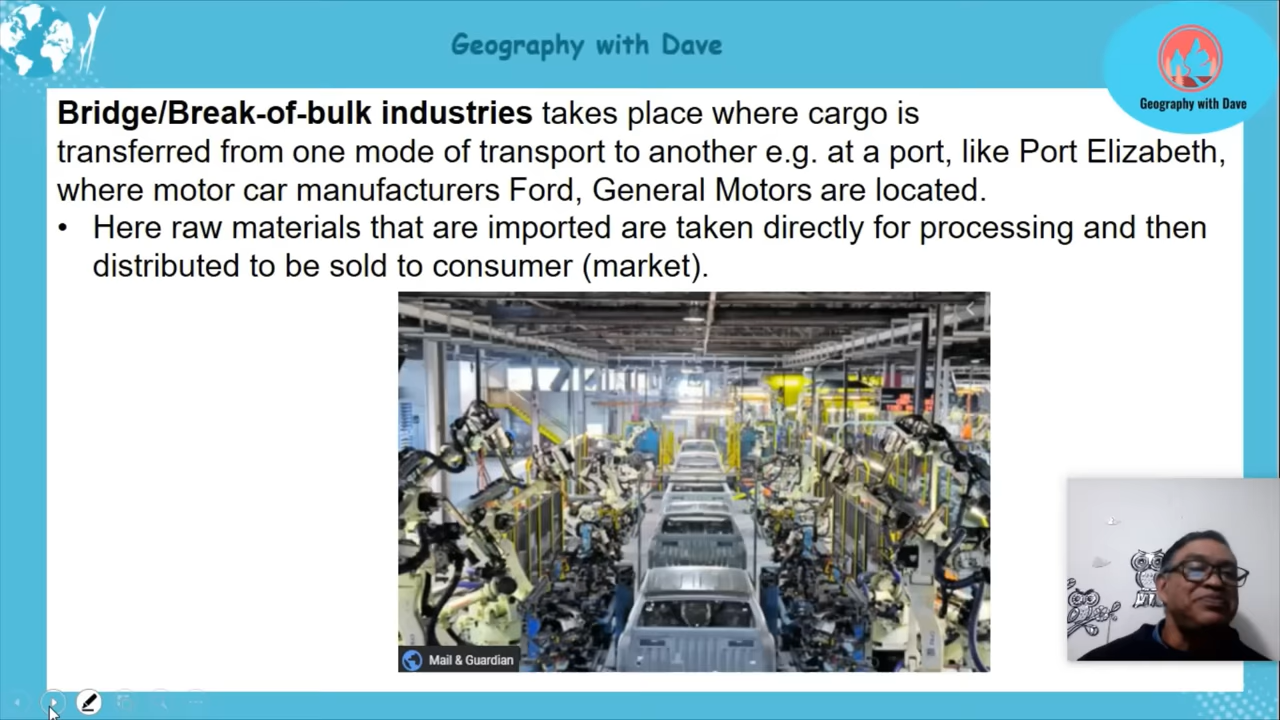 Geography with Dave
Geography with Dave
Bridge/Break-of-bulk industries takes place where cargo is
transferred from one mode of transport to another e.g. at a port, like Port Elizabeth,
where motor car manufacturers Ford, General Motors are located.
• Here raw materials that are imported are taken directly for processing and then
distributed to be sold to consumer (market).
Mail & Guardian